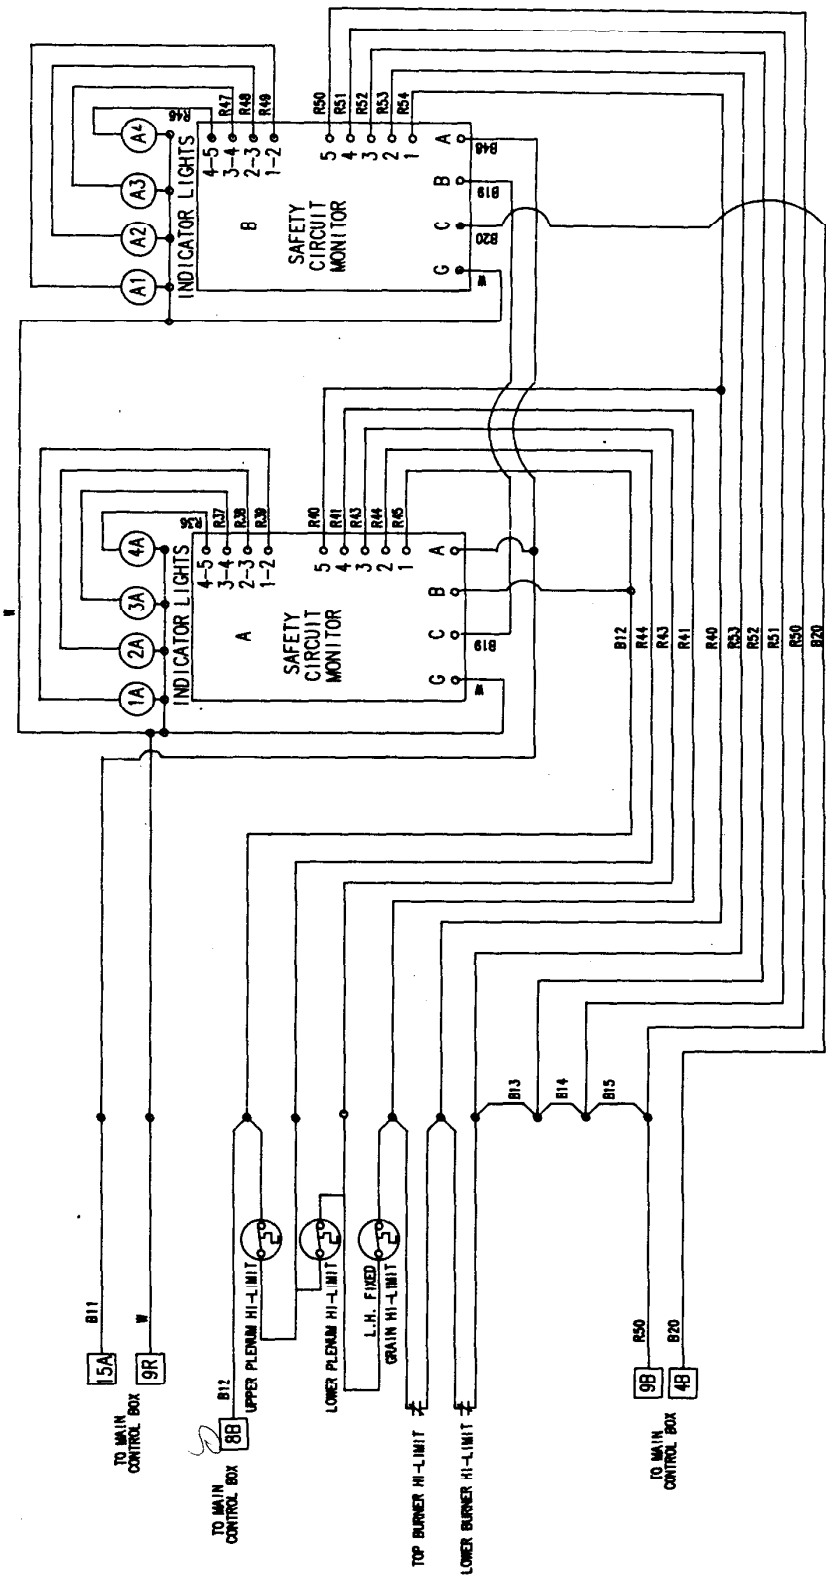 A1
A2
A3
A4
INDICATOR LIGHTS
R46
R47
R48
R49
4-5
3-4
2-3
1-2
B
SAFETY
CIRCUIT
MONITOR
R50
R51
R52
R53
R54
5
4
3
2
1
A
B
C
G
B19
B20
W
W
1A
2A
3A
4A
INDICATOR LIGHTS
R36
R37
R38
R39
4-5
3-4
2-3
1-2
A
SAFETY
CIRCUIT
MONITOR
R40
R41
R43
R44
R45
5
4
3
2
1
A
B
C
G
B19
W
B12
R44
R43
R41
R40
R53
R52
R51
R50
B20
B13
B14
B15
15A
B11
9R
W
TO MAIN
CONTROL BOX
8B
B12
TO MAIN
CONTROL BOX
UPPER PLENUM HI-LIMIT
LOWER PLENUM HI-LIMIT
L.H. FIXED
GRAIN HI-LIMIT
TOP BURNER HI-LIMIT
LOWER BURNER HI-LIMIT
9B
R50
4B
B20
TO MAIN
CONTROL BOX